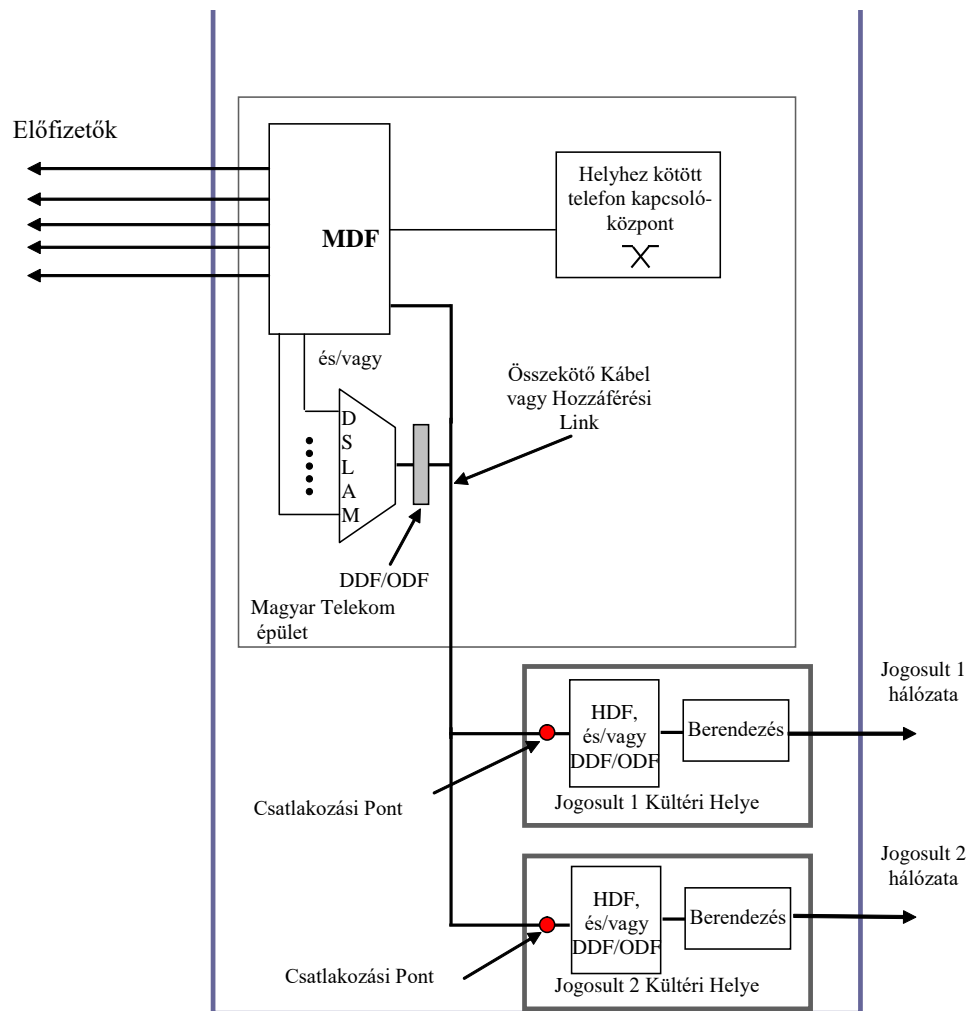 Előfizetők
MDF
Helyhez kötött
telefon kapcsoló-
központ
és/vagy
D
S
L
A
M
Összekötő Kábel
vagy Hozzáférési
Link
DDF/ODF
Magyar Telekom
épület
Jogosult 1
hálózata
HDF,
és/vagy
DDF/ODF
Berendezés
Csatlakozási Pont
Jogosult 1 Kültéri Helye
Jogosult 2
hálózata
HDF,
és/vagy
DDF/ODF
Berendezés
Csatlakozási Pont
Jogosult 2 Kültéri Helye